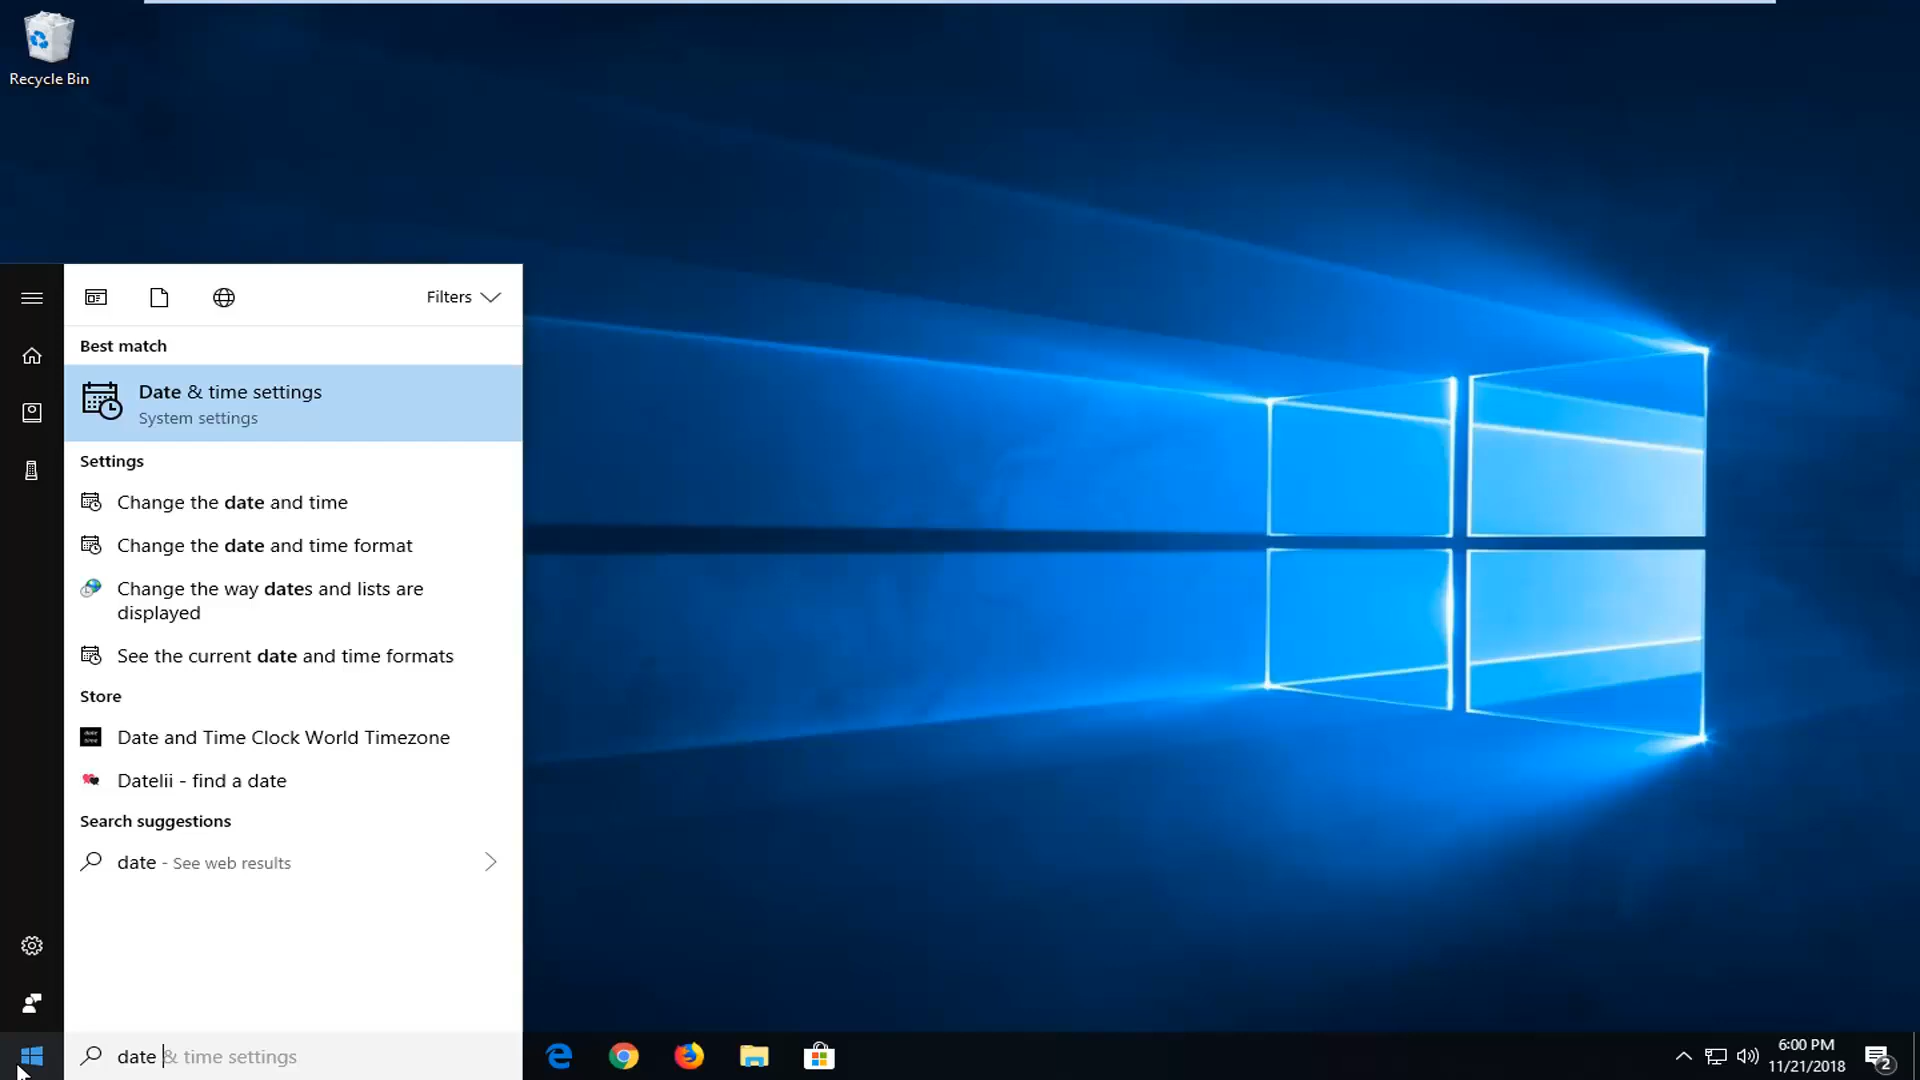 Recycle Bin
Filters
Best match
Date & time settings
System settings
Settings
Change the date and time
Change the date and time format
Change the way dates and lists are
displayed
See the current date and time formats
Store
date time
Date and Time Clock World Timezone
Datelii - find a date
Search suggestions
date - See web results
date & time settings
6:00 PM
11/21/2018
2